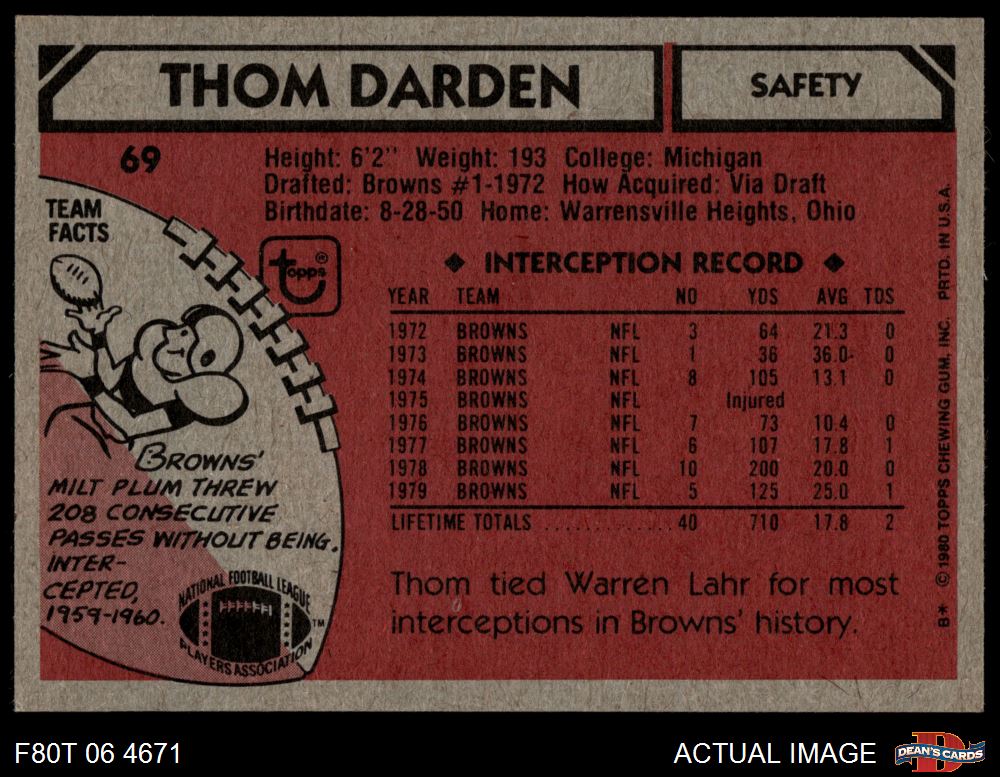 THOM DARDEN
SAFETY
69
Height: 6'2" Weight: 193 College: Michigan
Drafted: Browns #1-1972 How Acquired: Via Draft
Birthdate: 8-28-50 Home: Warrensville Heights, Ohio
TEAM
FACTS
topps®
◆ INTERCEPTION RECORD ◆
YEAR TEAM NO YDS AVG TDS
1972 BROWNS NFL 3 64 21.3 0
1973 BROWNS NFL 1 36 36.0 0
1974 BROWNS NFL 8 105 13.1 0
1975 BROWNS NFL Injured
1976 BROWNS NFL 7 73 10.4 0
1977 BROWNS NFL 6 107 17.8 1
1978 BROWNS NFL 10 200 20.0 0
1979 BROWNS NFL 5 125 25.0 1
LIFETIME TOTALS ............ 40 710 17.8 2
Thom tied Warren Lahr for most
interceptions in Browns' history.
BROWNS'
MILT PLUM THREW
208 CONSECUTIVE
PASSES WITHOUT BEING
INTER-
CEPTED,
1959-1960.
NATIONAL FOOTBALL LEAGUE
PLAYERS ASSOCIATION
TM
B* © 1980 TOPPS CHEWING GUM, INC. PRTD. IN U.S.A.
F80T 06 4671
ACTUAL IMAGE
D
DEAN'S CARDS